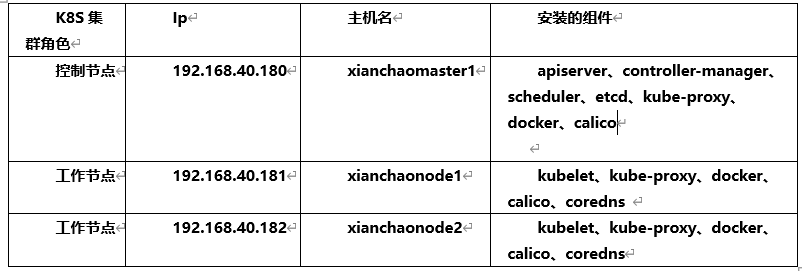 K8S 集群角色 Ip 主机名 安装的组件
控制节点 192.168.40.180 xianchaomaster1 apiserver、controller-manager、
scheduler、etcd、kube-proxy、
docker、calico
工作节点 192.168.40.181 xianchaonode1 kubelet、kube-proxy、docker、
calico、coredns
工作节点 192.168.40.182 xianchaonode2 kubelet、kube-proxy、docker、
calico、coredns